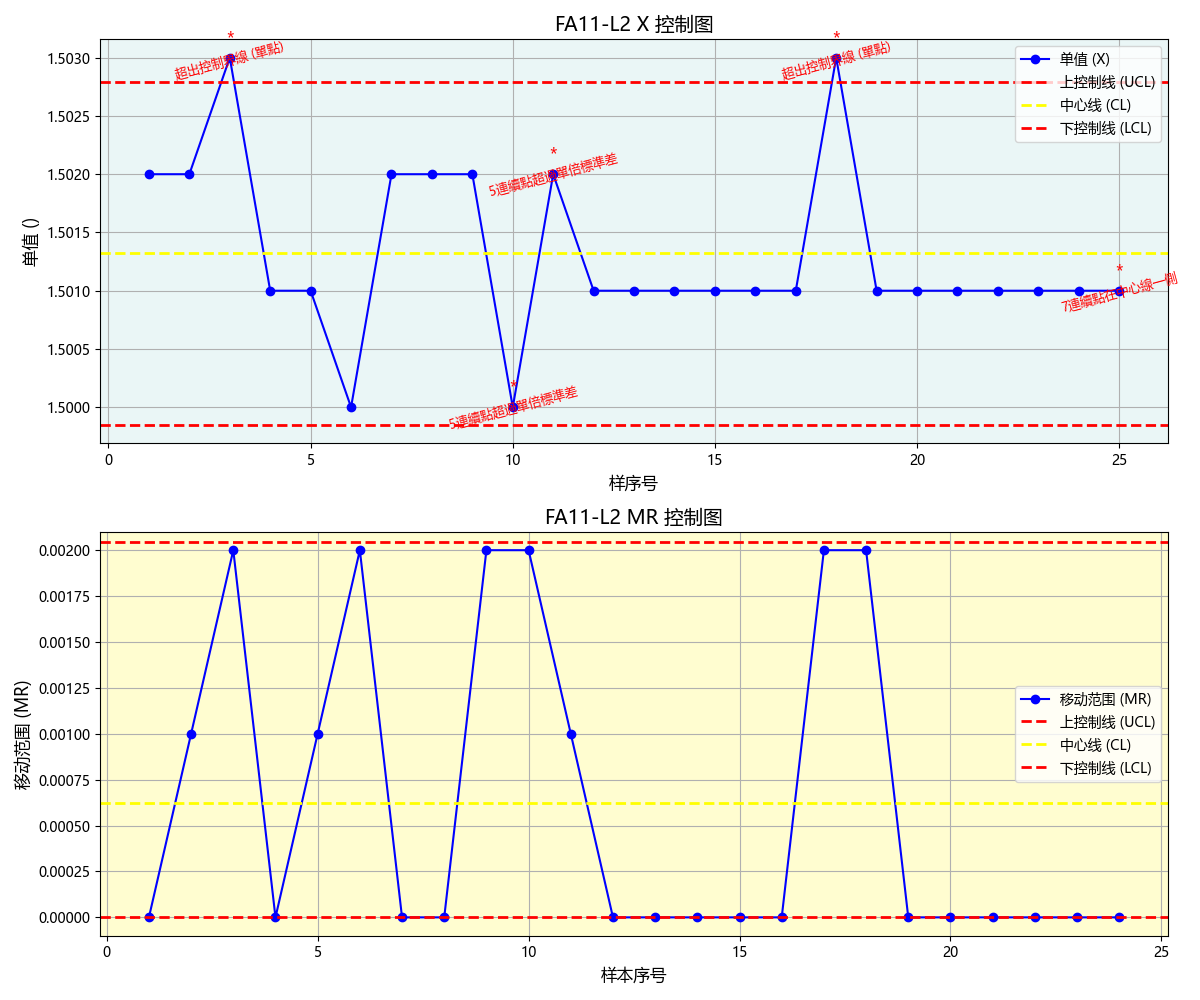 FA11-L2 X 控制图
单值 ()
1.5030
1.5025
1.5020
1.5015
1.5010
1.5005
1.5000
*
超出控制界線 (單點)
*
5連續點超過單倍標準差
*
5連續點超過單倍標準差
*
超出控制界線 (單點)
*
7連續點在中心線一側
单值 (X)
上控制线 (UCL)
中心线 (CL)
下控制线 (LCL)
0 5 10 15 20 25
样序号
FA11-L2 MR 控制图
移动范围 (MR)
0.00200
0.00175
0.00150
0.00125
0.00100
0.00075
0.00050
0.00025
0.00000
移动范围 (MR)
上控制线 (UCL)
中心线 (CL)
下控制线 (LCL)
0 5 10 15 20 25
样本序号